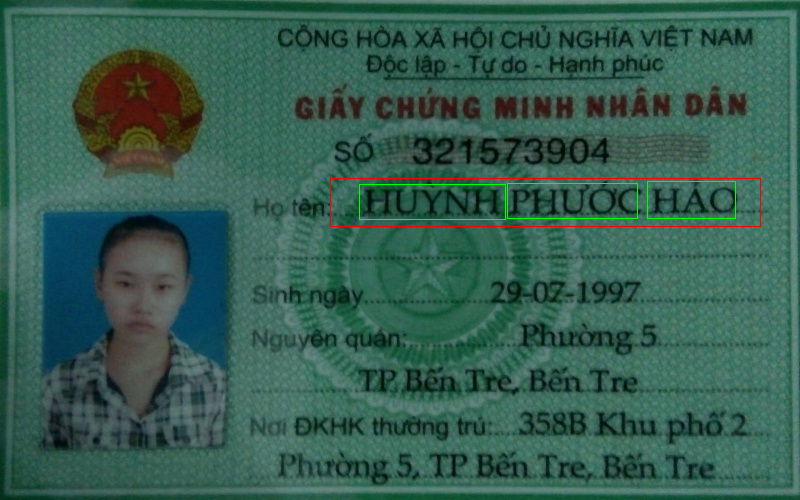 CỘNG HÒA XÃ HỘI CHỦ NGHĨA VIỆT NAM
Độc lập - Tự do - Hạnh phúc
GIẤY CHỨNG MINH NHÂN DÂN
SỐ 321573904
Họ tên: HUỲNH PHƯỚC HẢO
Sinh ngày 29-07-1997
Nguyên quán: Phường 5
TP Bến Tre, Bến Tre
Nơi ĐKHK thường trú: 358B Khu phố 2
Phường 5, TP Bến Tre, Bến Tre